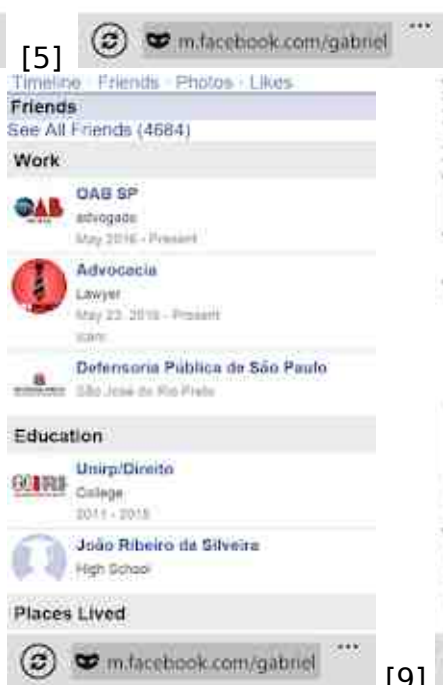 [5]
m.facebook.com/gabriel
...
Timeline · Friends · Photos · Likes
Friends
See All Friends (4684)
Work
OAB
OAB SP
advogado
May 2016 - Present
Advocacia
Lawyer
May 23, 2016 - Present
Defensoria Pública de São Paulo
São José do Rio Preto
Education
Unirp/Direito
College
2011 - 2015
João Ribeiro da Silveira
High School
Places Lived
m.facebook.com/gabriel
...
[9]